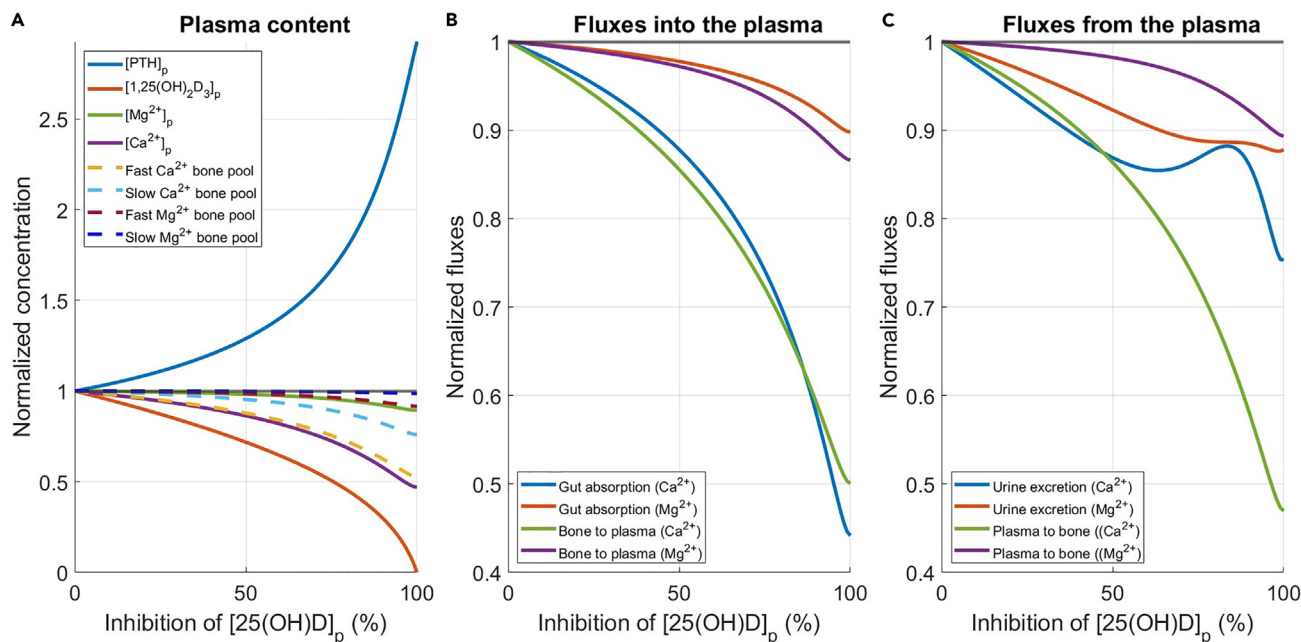 A
Plasma content
[PTH]p
[1,25(OH)2D3]p
[Mg2+]p
[Ca2+]p
Fast Ca2+ bone pool
Slow Ca2+ bone pool
Fast Mg2+ bone pool
Slow Mg2+ bone pool
Normalized concentration
2.5
2
1.5
1
0.5
0
0
50
100
Inhibition of [25(OH)D]p (%)
B
Fluxes into the plasma
Normalized fluxes
1
0.9
0.8
0.7
0.6
0.5
0.4
Gut absorption (Ca2+)
Gut absorption (Mg2+)
Bone to plasma (Ca2+)
Bone to plasma (Mg2+)
0
50
100
Inhibition of [25(OH)D]p (%)
C
Fluxes from the plasma
Normalized fluxes
1
0.9
0.8
0.7
0.6
0.5
0.4
Urine excretion (Ca2+)
Urine excretion (Mg2+)
Plasma to bone ((Ca2+)
Plasma to bone ((Mg2+)
0
50
100
Inhibition of [25(OH)D]p (%)